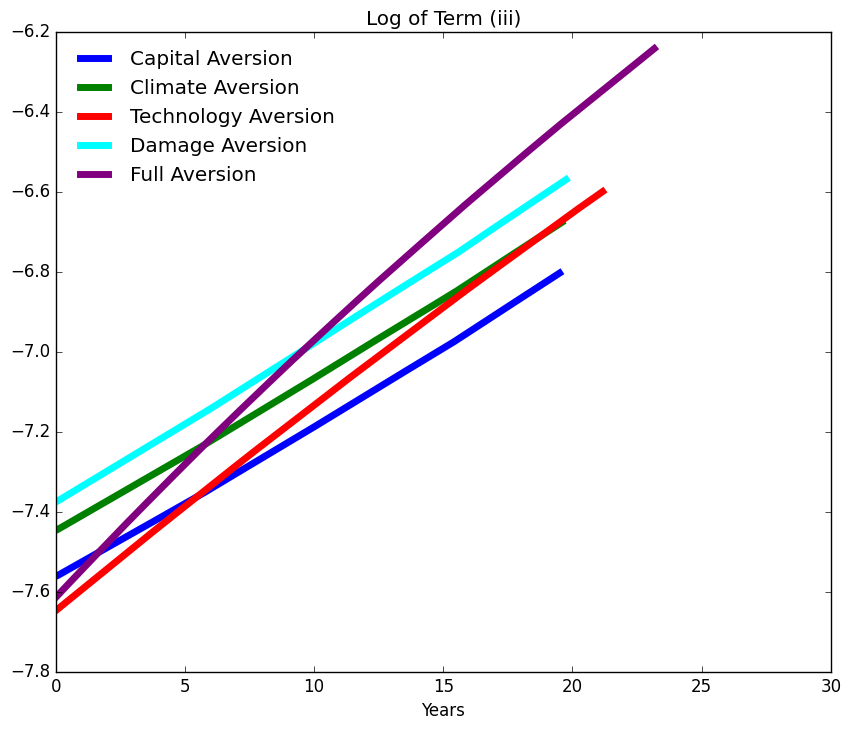 Log of Term (iii)
−6.2
−6.4
−6.6
−6.8
−7.0
−7.2
−7.4
−7.6
−7.8
Capital Aversion
Climate Aversion
Technology Aversion
Damage Aversion
Full Aversion
0 5 10 15 20 25 30
Years